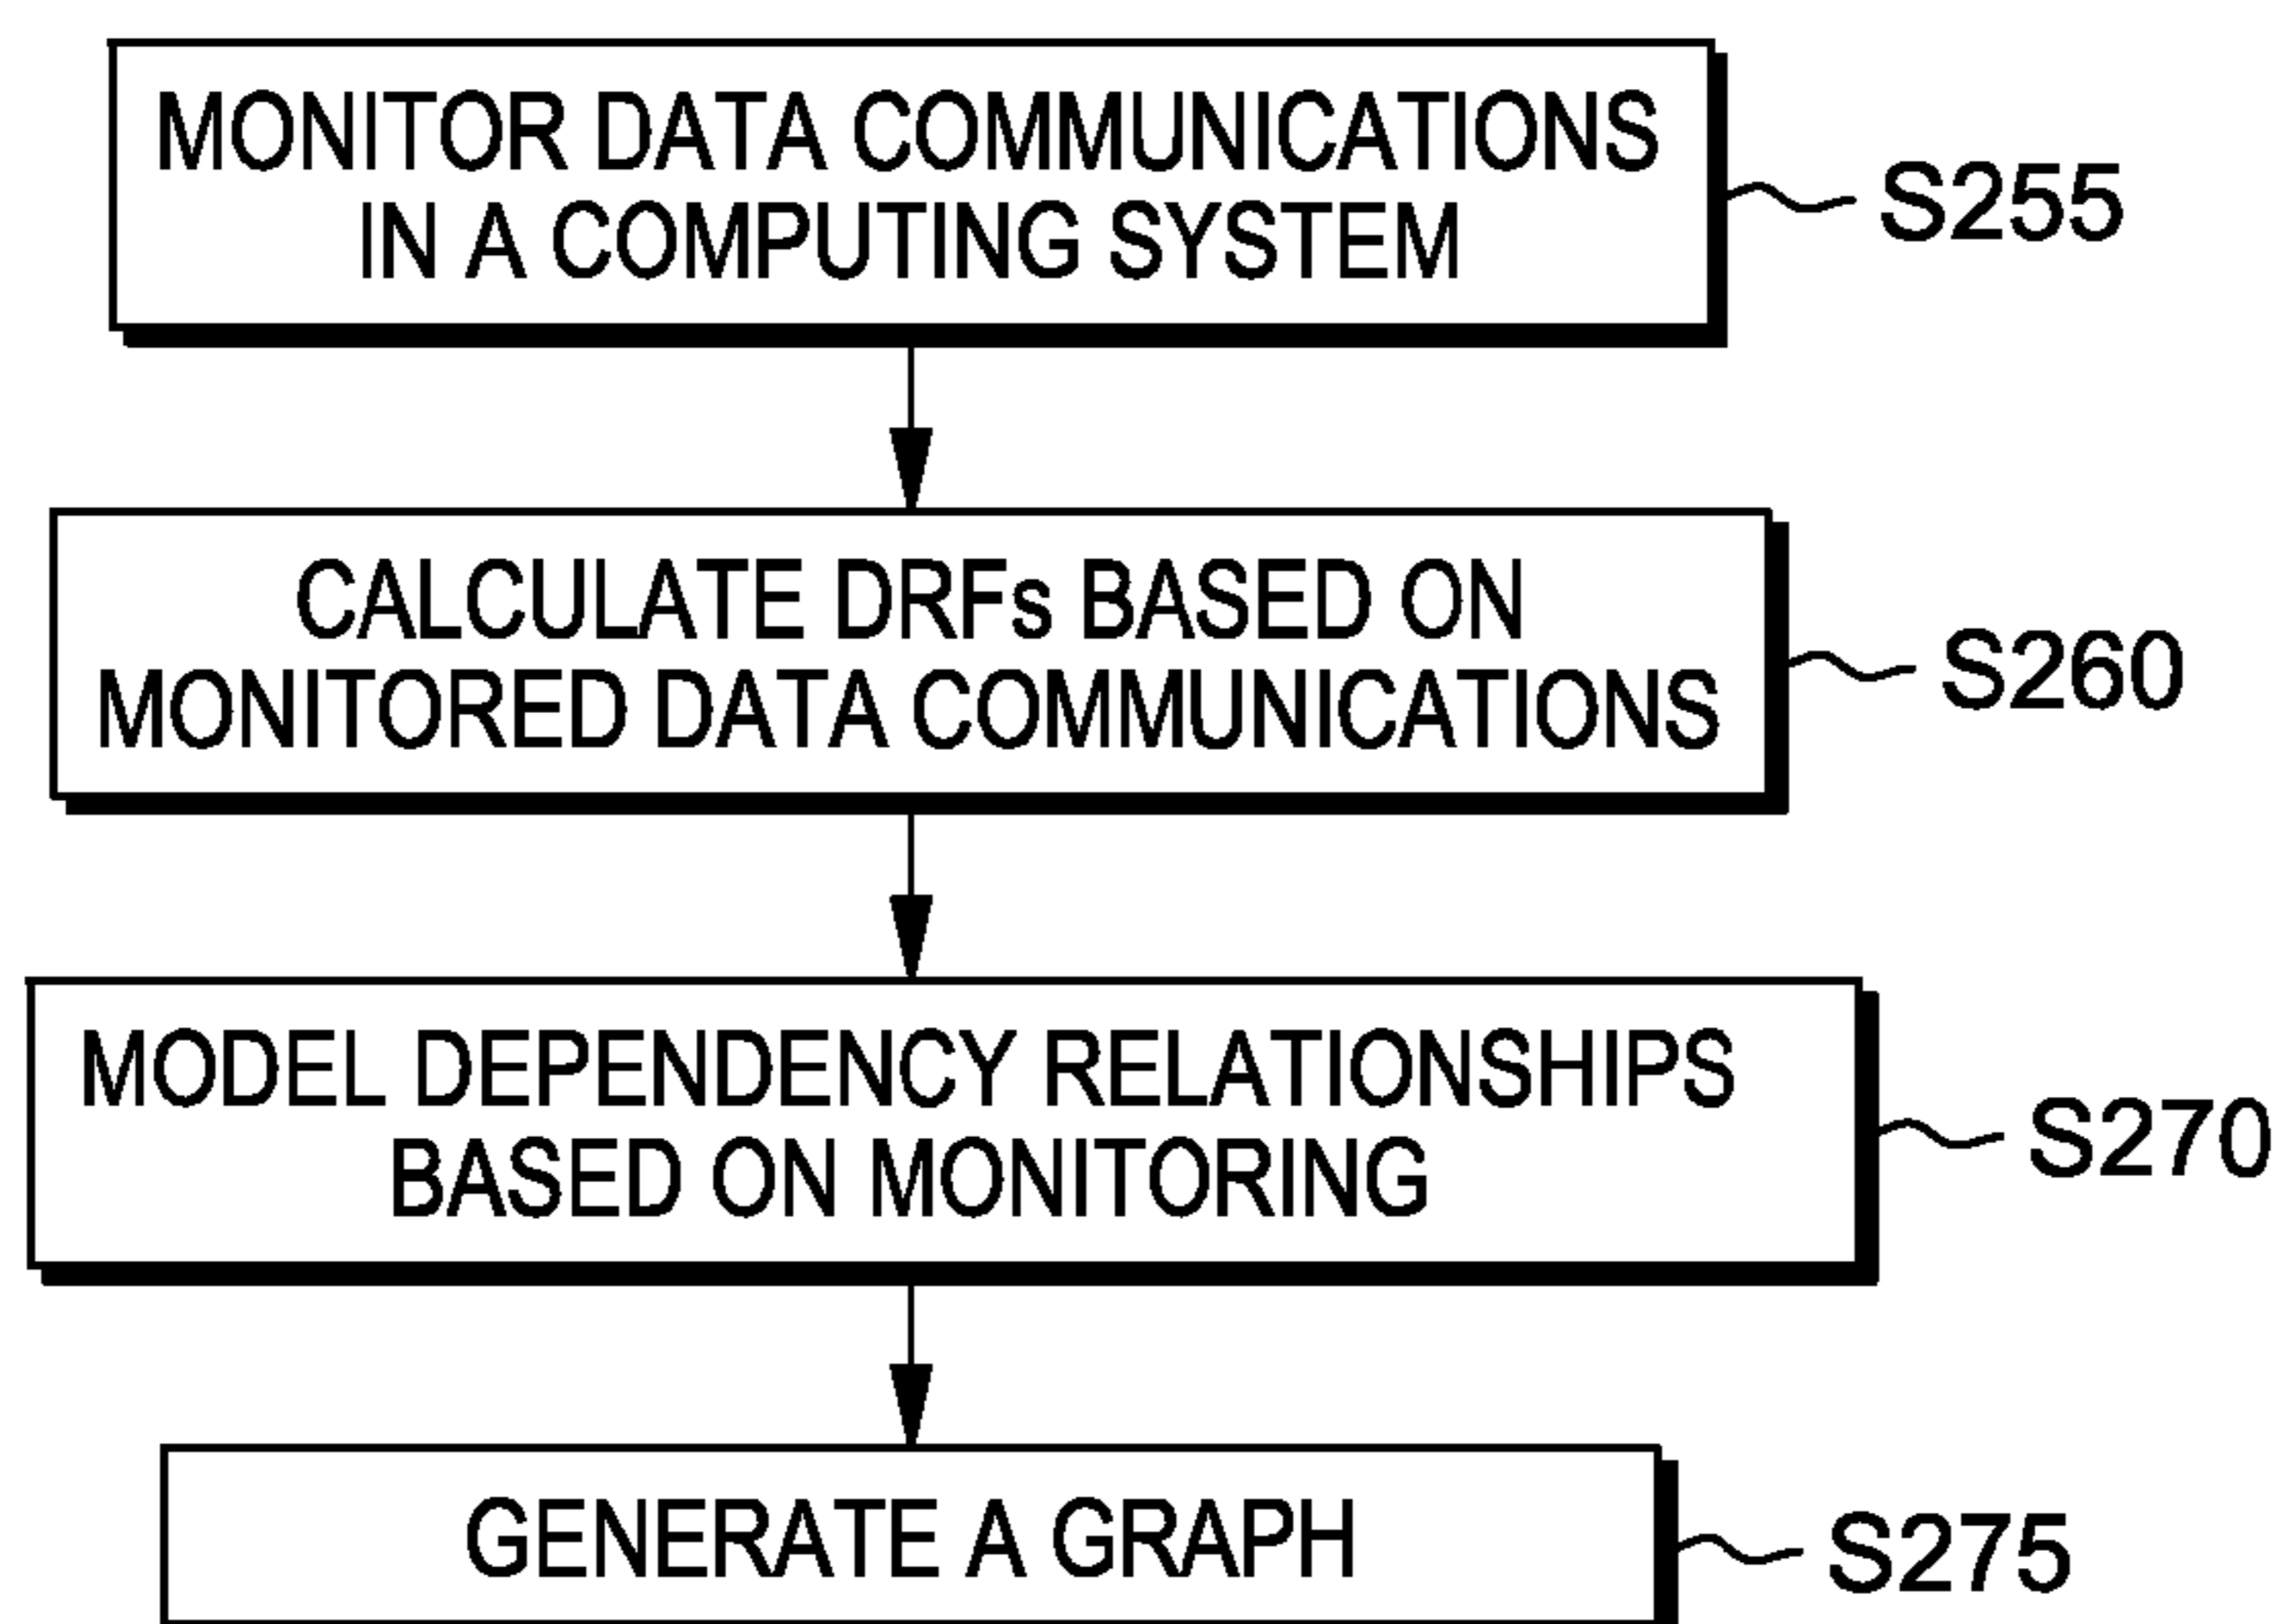 MONITOR DATA COMMUNICATIONS
IN A COMPUTING SYSTEM
S255
CALCULATE DRFs BASED ON
MONITORED DATA COMMUNICATIONS
S260
MODEL DEPENDENCY RELATIONSHIPS
BASED ON MONITORING
S270
GENERATE A GRAPH
S275